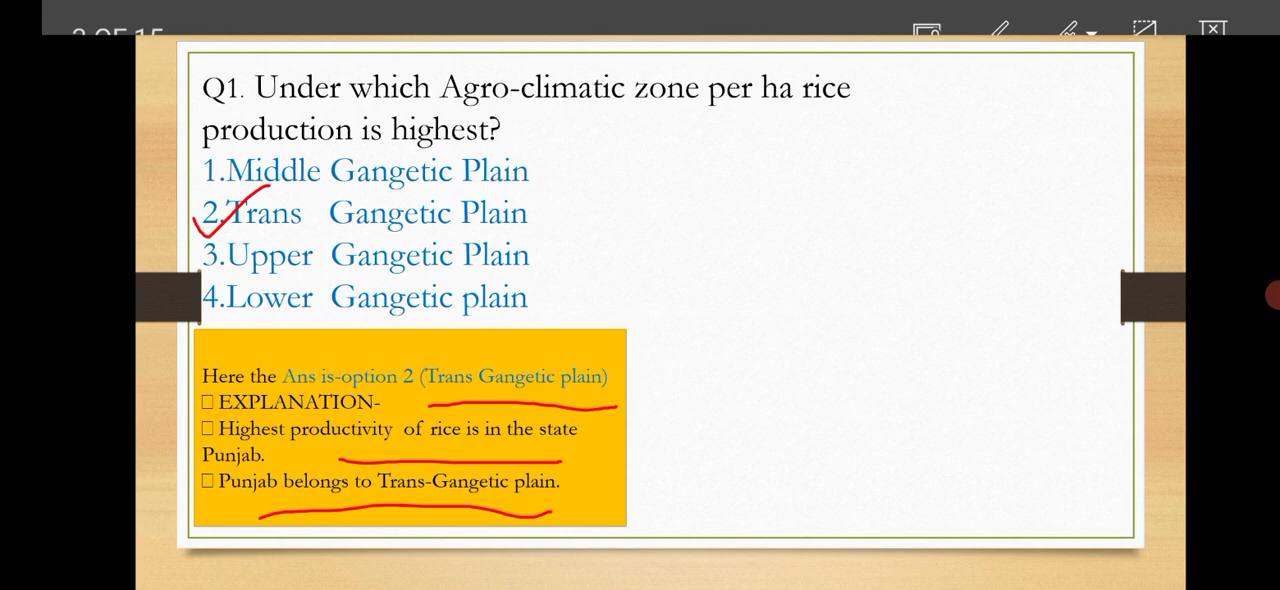 Q1. Under which Agro-climatic zone per ha rice
production is highest?
1.Middle Gangetic Plain
2.Trans Gangetic Plain
3.Upper Gangetic Plain
4.Lower Gangetic plain
Here the Ans is-option 2 (Trans Gangetic plain)
□ EXPLANATION-
□ Highest productivity of rice is in the state
Punjab.
□ Punjab belongs to Trans-Gangetic plain.